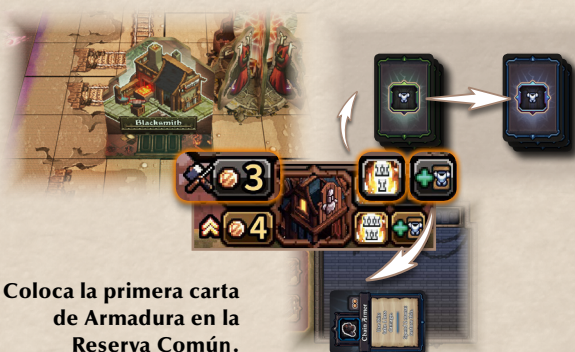 Blacksmith
3
4
Chain Armor
Coloca la primera carta
de Armadura en la
Reserva Común.